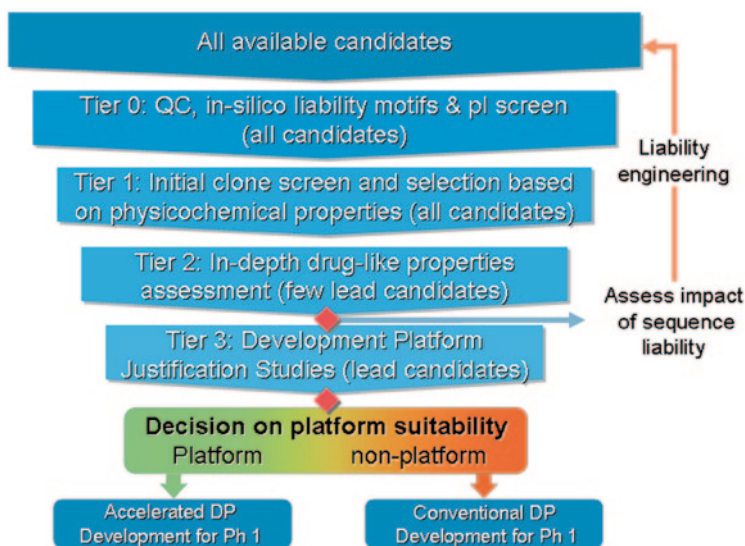 All available candidates
Tier 0: QC, in-silico liability motifs & pI screen
(all candidates)
Tier 1: Initial clone screen and selection based
on physicochemical properties (all candidates)
Tier 2: In-depth drug-like properties
assessment (few lead candidates)
Tier 3: Development Platform
Justification Studies (lead candidates)
Liability
engineering
Assess impact
of sequence
liability
Decision on platform suitability
Platform non-platform
Accelerated DP
Development for Ph 1
Conventional DP
Development for Ph 1